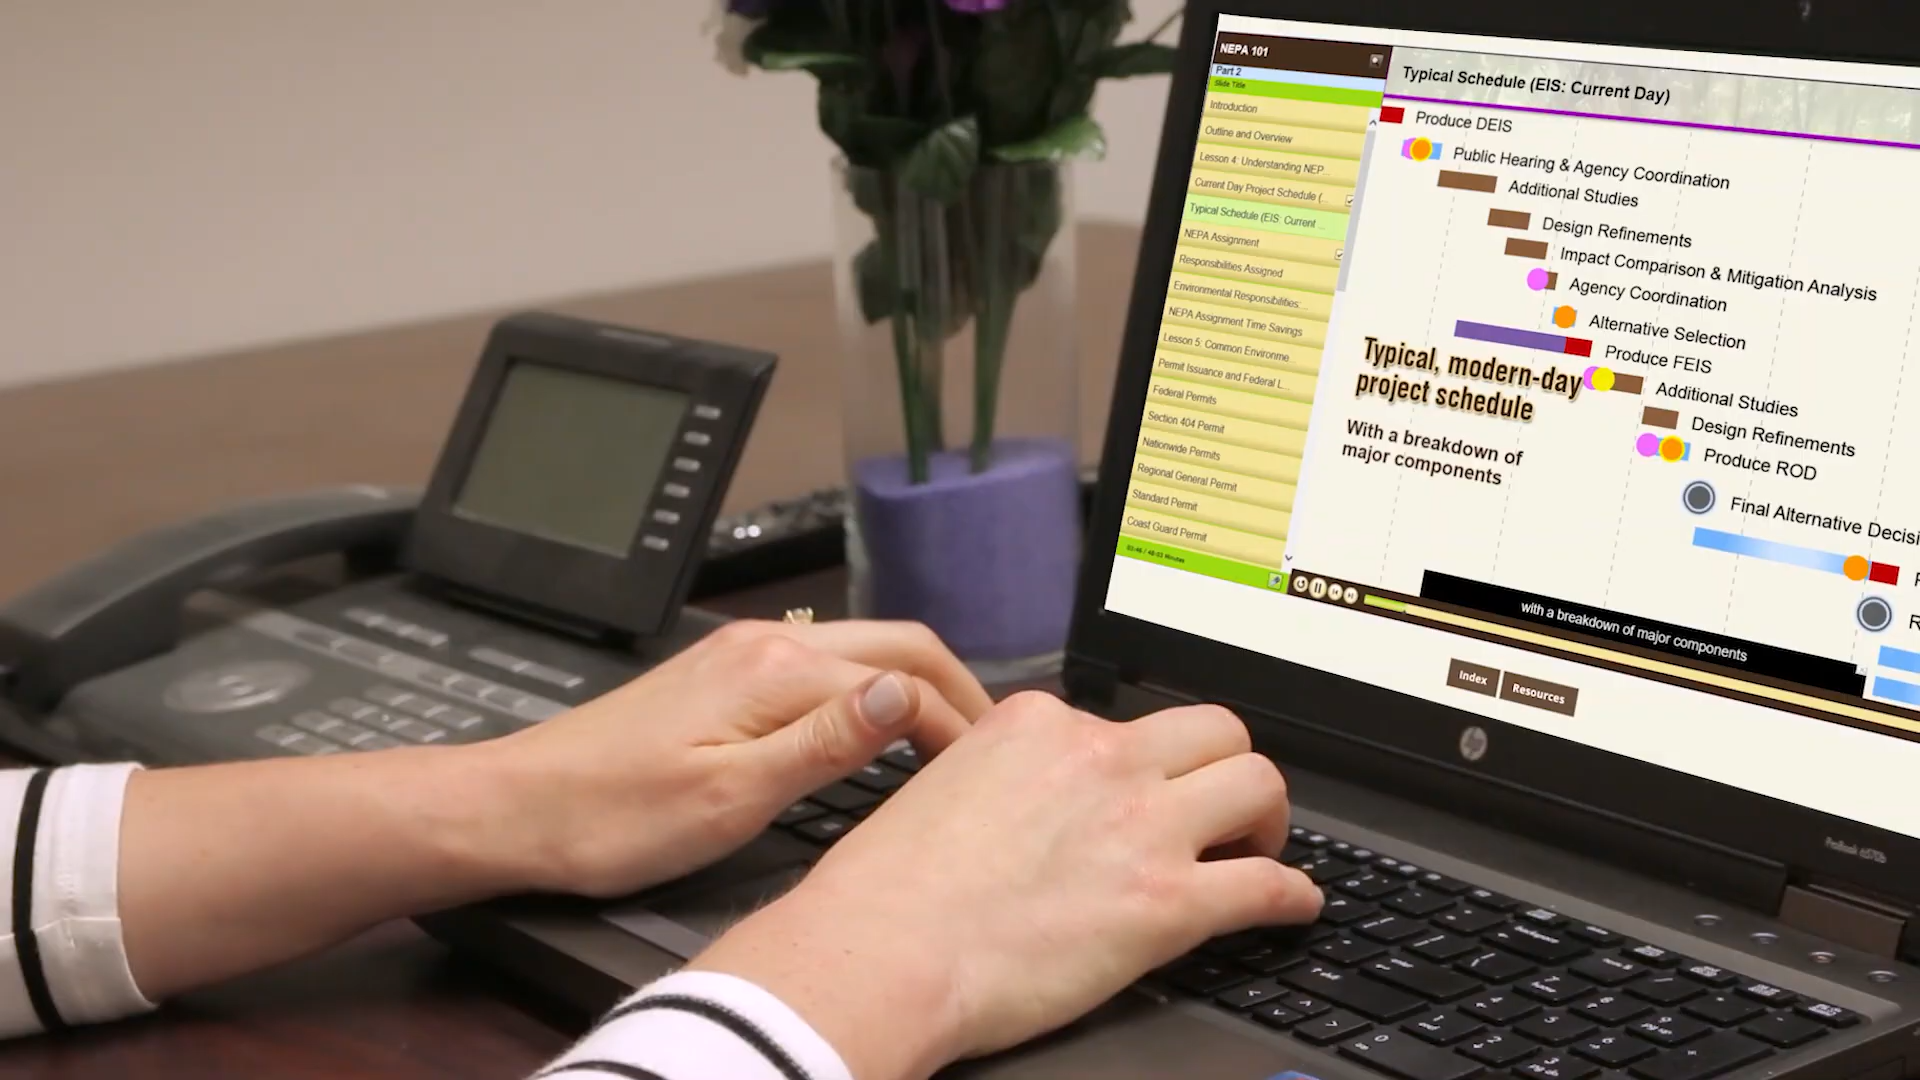 NEPA 101
Part 2
Slide Title
Introduction
Outline and Overview
Lesson 4: Understanding NEP...
Current Day Project Schedule (...
Typical Schedule (EIS: Current ...
NEPA Assignment
Responsibilities Assigned
Environmental Responsibilities:...
NEPA Assignment Time Savings
Lesson 5: Common Environme...
Permit Issuance and Federal L...
Federal Permits
Section 404 Permit
Nationwide Permits
Regional General Permit
Standard Permit
Coast Guard Permit
Typical Schedule (EIS: Current Day)
Produce DEIS
Public Hearing & Agency Coordination
Additional Studies
Design Refinements
Impact Comparison & Mitigation Analysis
Agency Coordination
Alternative Selection
Produce FEIS
Additional Studies
Design Refinements
Produce ROD
Final Alternative Decisi
P
R
Typical, modern-day
project schedule
With a breakdown of
major components
with a breakdown of major components
Index
Resources
hp
ProBook 6570b